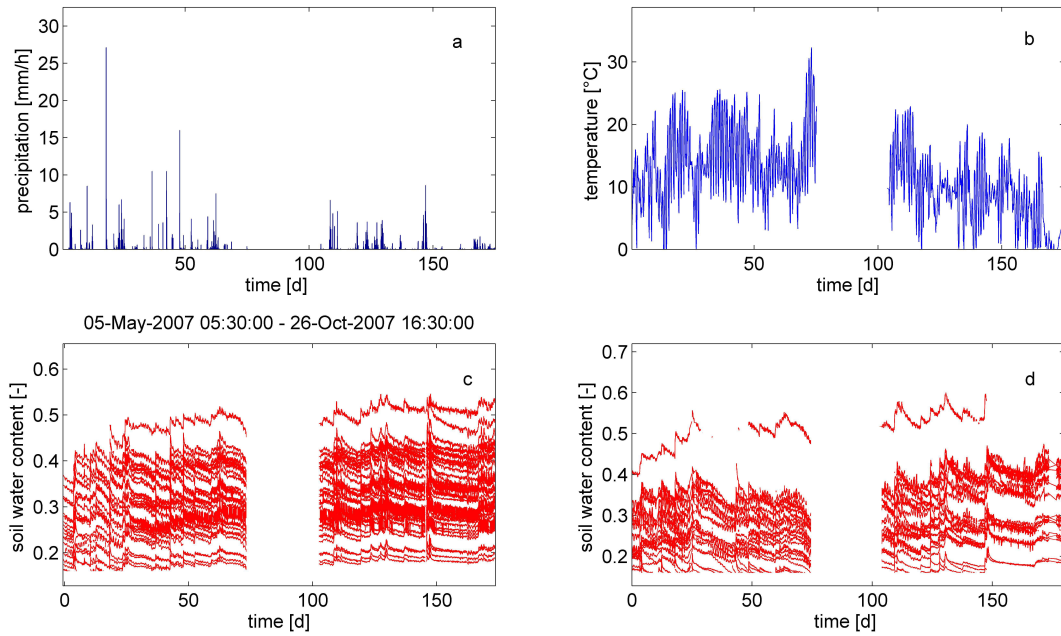 a
precipitation [mm/h]
30
25
20
15
10
5
0
50
100
150
time [d]
b
temperature [°C]
30
20
10
0
50
100
150
time [d]
05-May-2007 05:30:00 - 26-Oct-2007 16:30:00
c
soil water content [-]
0.6
0.5
0.4
0.3
0.2
0
50
100
150
time [d]
d
soil water content [-]
0.7
0.6
0.5
0.4
0.3
0.2
0
50
100
150
time [d]